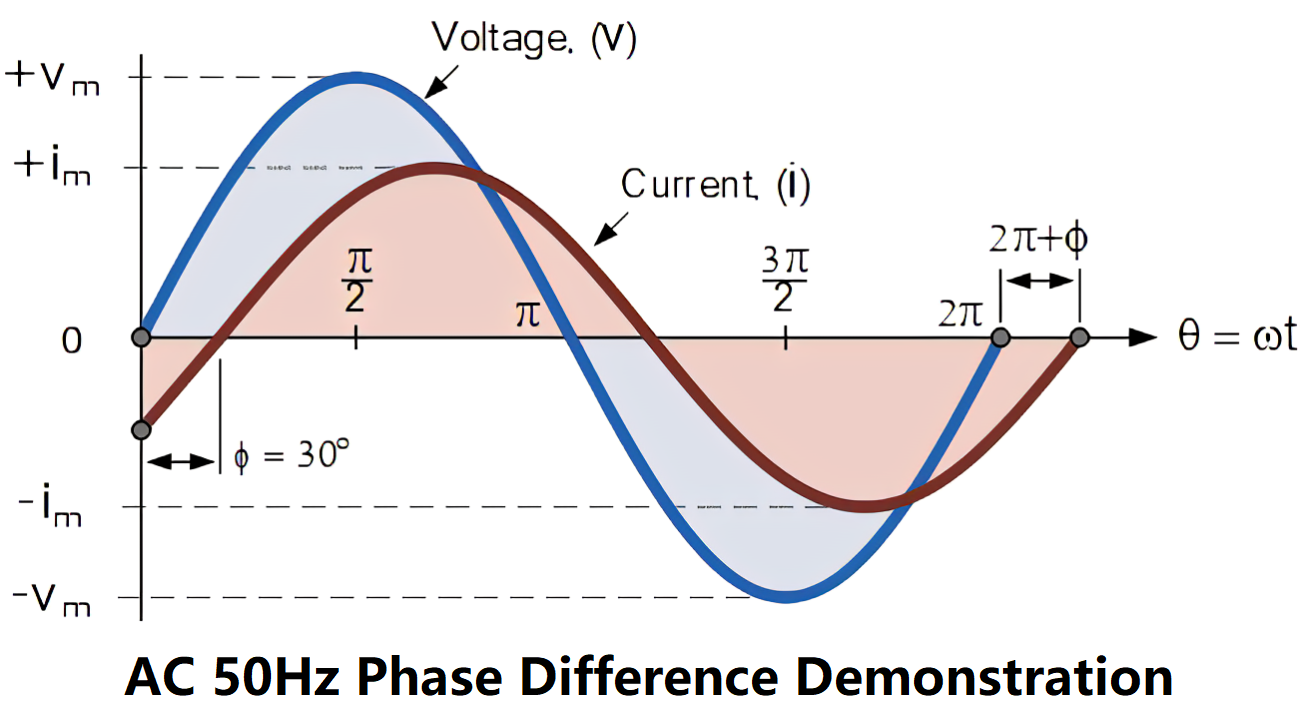 Voltage, (V)
+Vm
+im
Current, (i)
π/2
3π/2
2π+ϕ
π
2π
0
θ = ωt
ϕ = 30°
-im
-Vm
AC 50Hz Phase Difference Demonstration